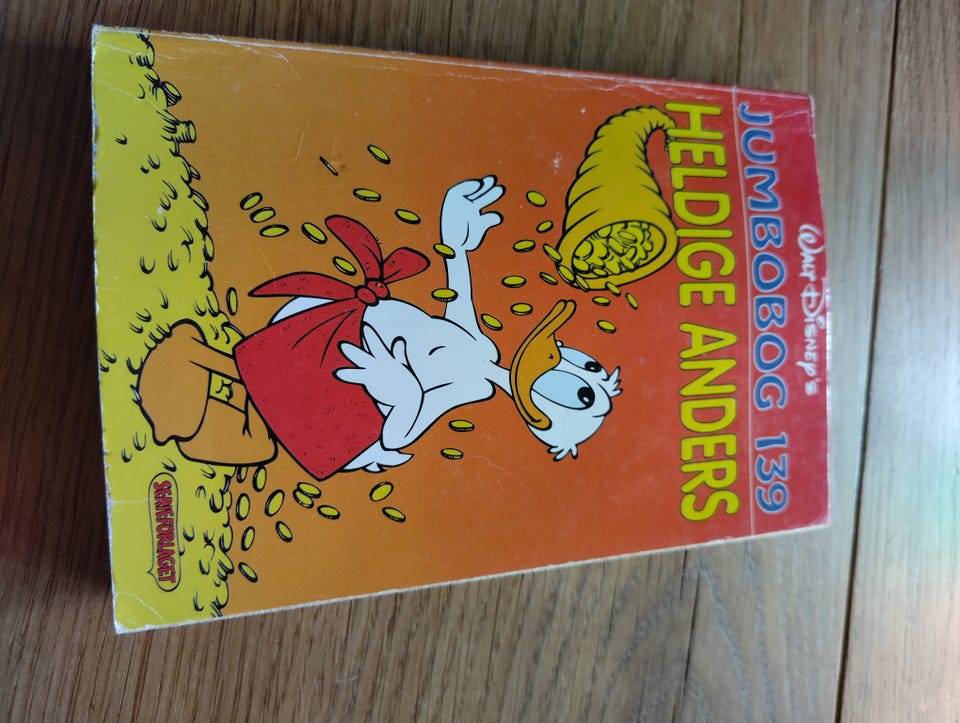 Walt Disney's
JUMBOBOG 139
HELDIGE ANDERS
SERIEFORLAGET